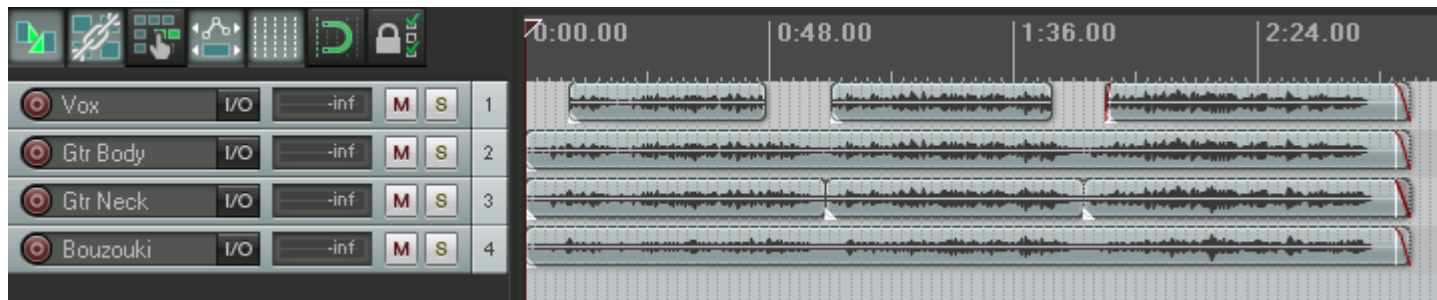 0:00.00 0:48.00 1:36.00 2:24.00
Vox I/O -inf M S 1
Gtr Body I/O -inf M S 2
Gtr Neck I/O -inf M S 3
Bouzouki I/O -inf M S 4